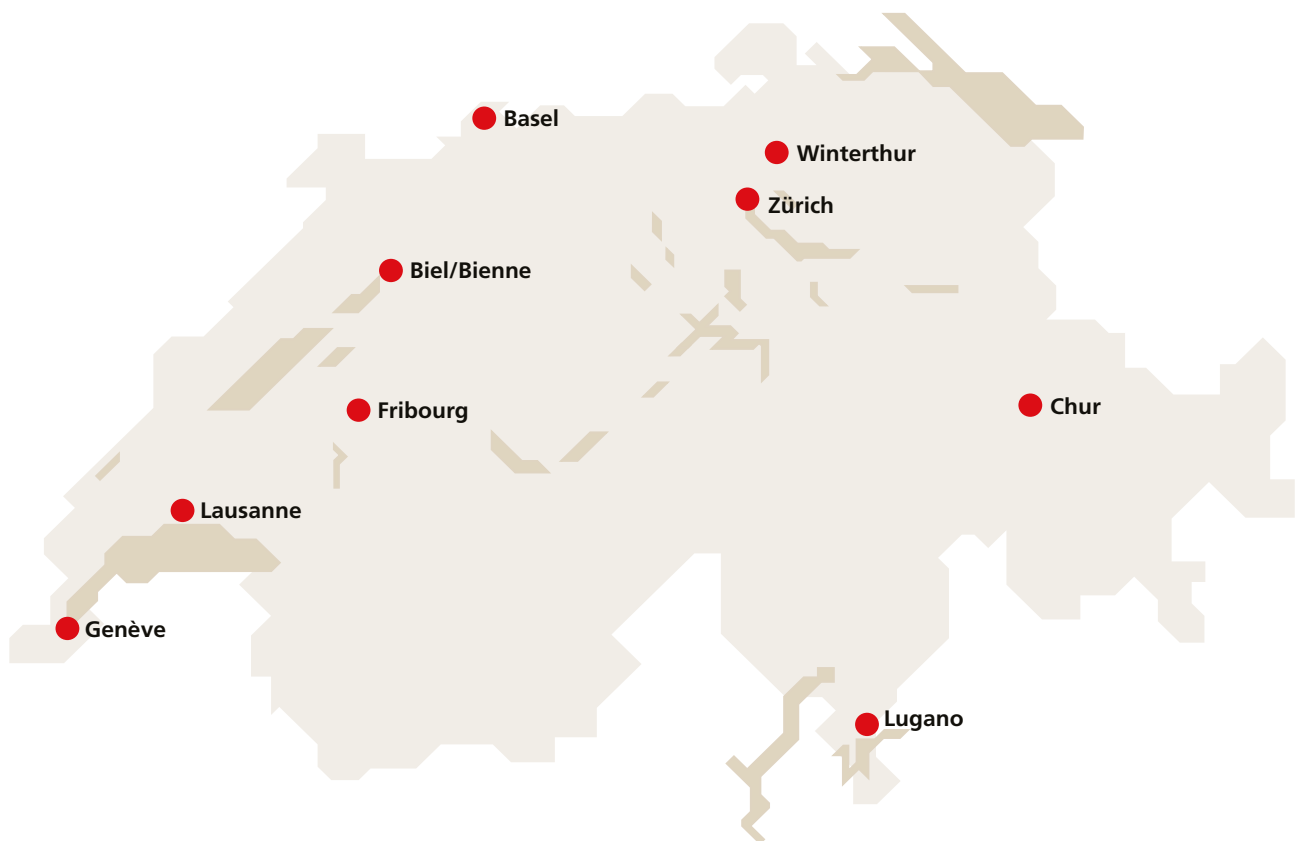 Basel
Winterthur
Zürich
Biel/Bienne
Fribourg
Chur
Lausanne
Genève
Lugano